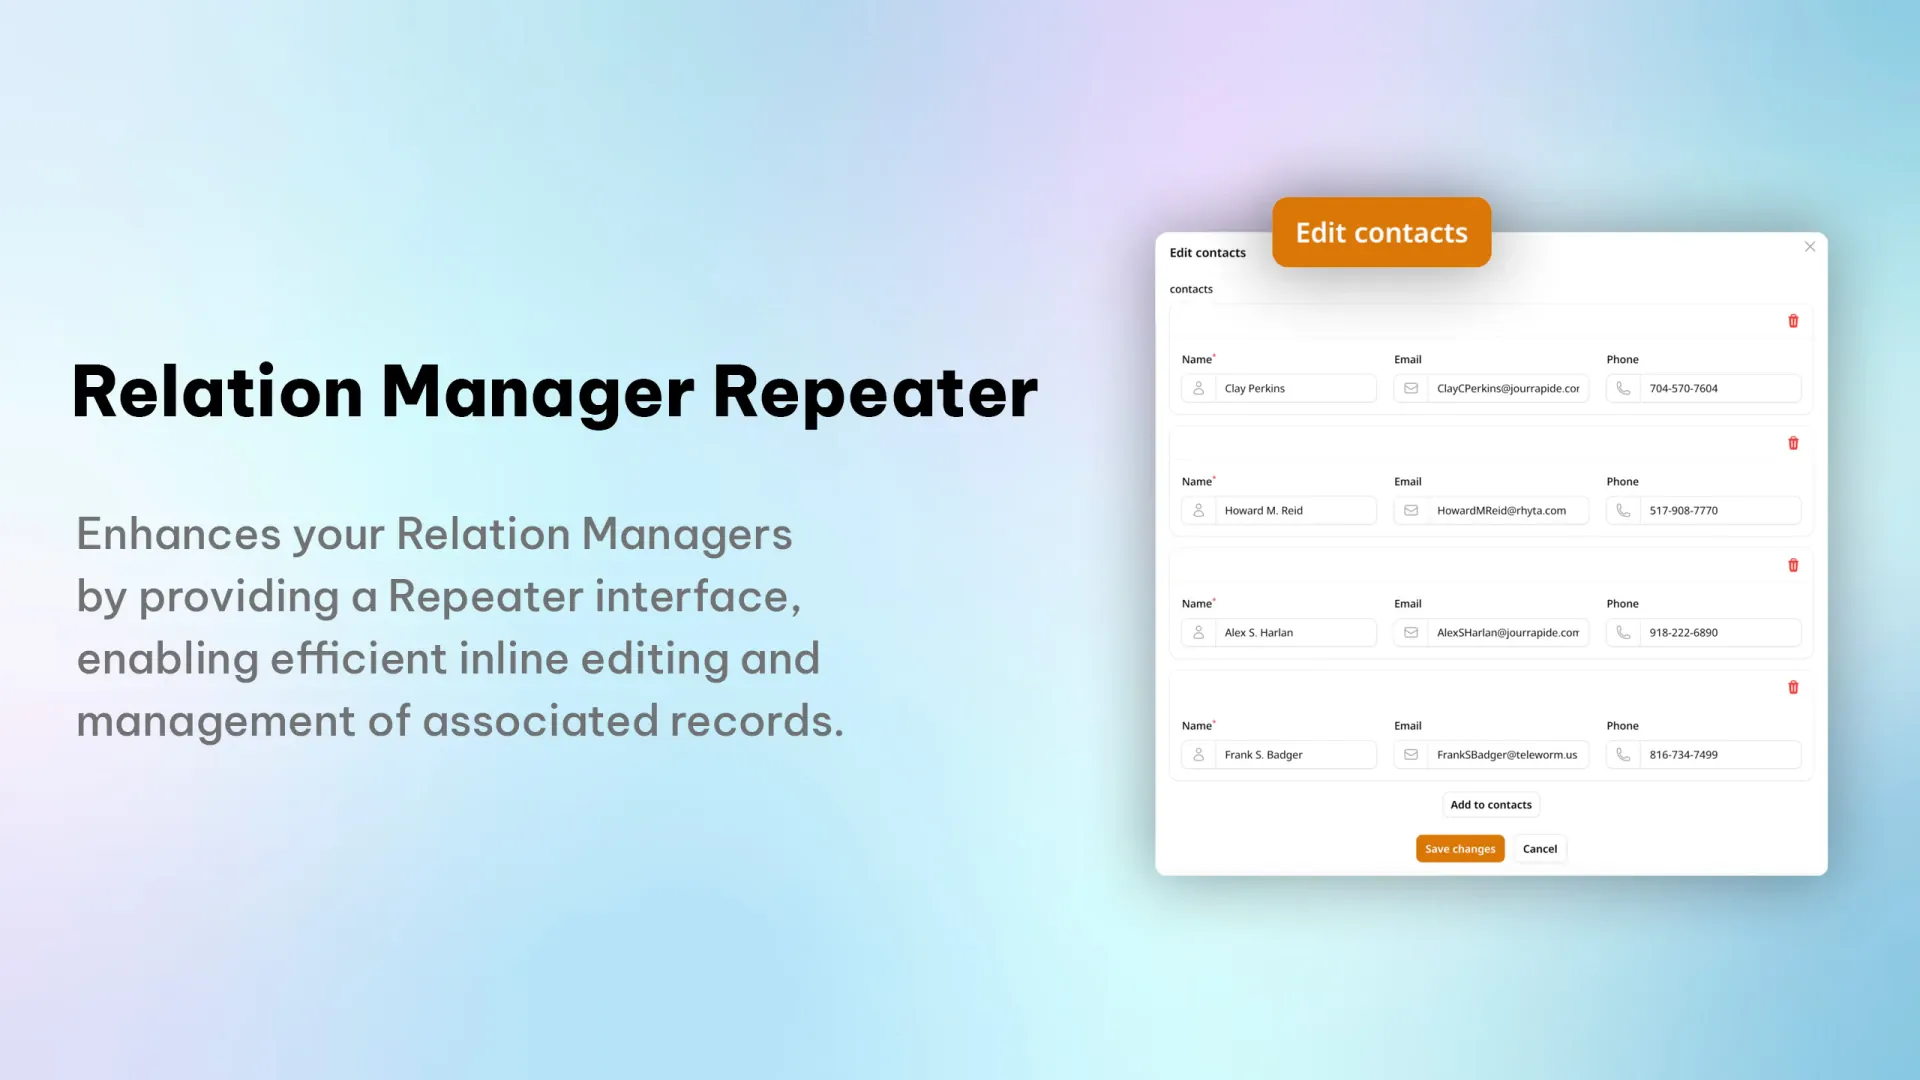 Relation Manager Repeater
Enhances your Relation Managers
by providing a Repeater interface,
enabling efficient inline editing and
management of associated records.
Edit contacts
Edit contacts
contacts
Name* Email Phone
Clay Perkins ClayCPerkins@jourrapide.cor 704-570-7604
Name* Email Phone
Howard M. Reid HowardMReid@rhyta.com 517-908-7770
Name* Email Phone
Alex S. Harlan AlexSHarlan@jourrapide.com 918-222-6890
Name* Email Phone
Frank S. Badger FrankSBadger@teleworm.us 816-734-7499
Add to contacts
Save changes Cancel